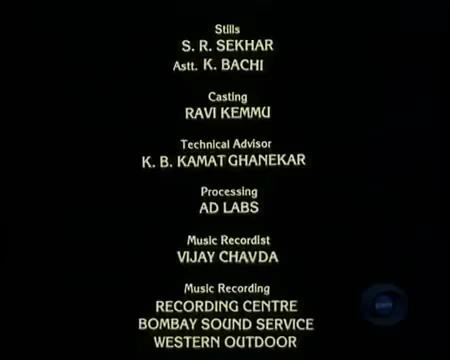 Stills
S. R. SEKHAR
Astt. K. BACHI
Casting
RAVI KEMMU
Technical Advisor
K. B. KAMAT GHANEKAR
Processing
AD LABS
Music Recordist
VIJAY CHAVDA
Music Recording
RECORDING CENTRE
BOMBAY SOUND SERVICE
WESTERN OUTDOOR